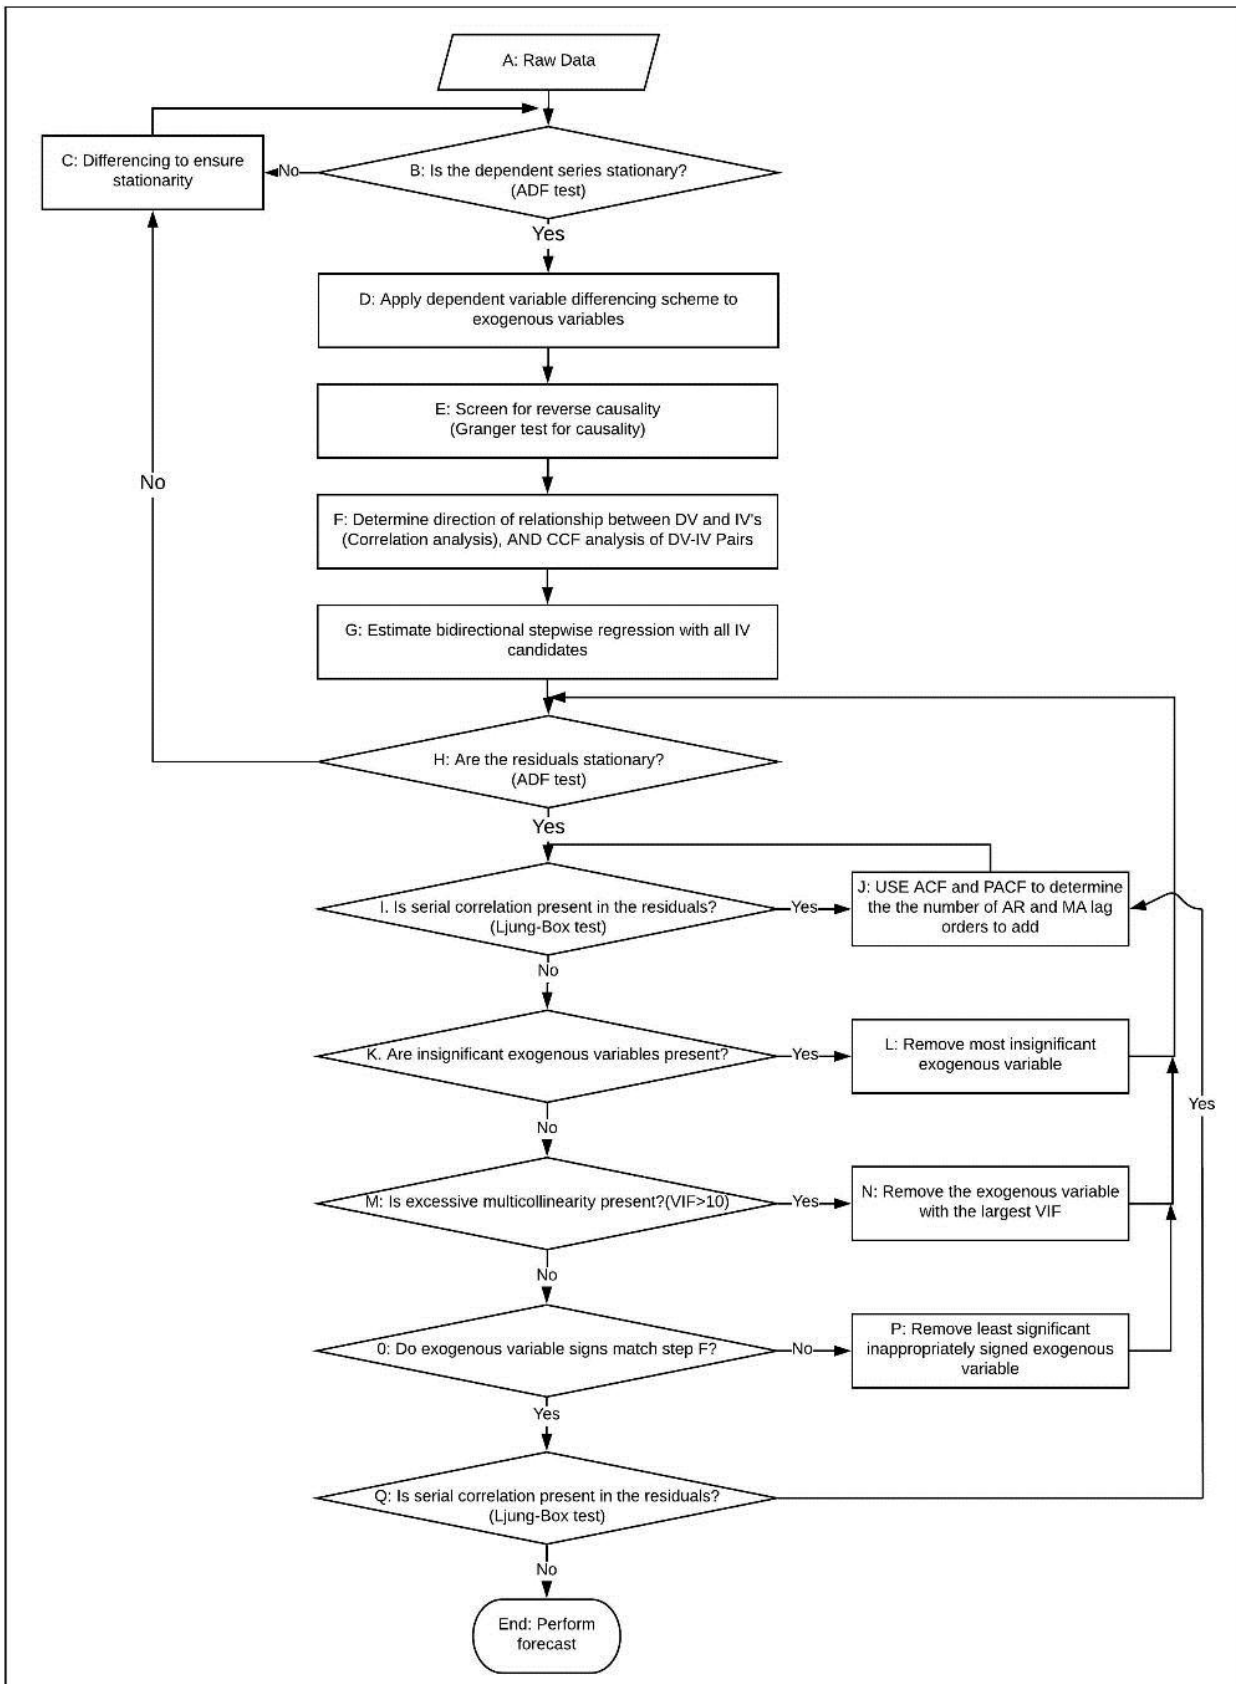 A: Raw Data
C: Differencing to ensure
stationarity
No
B: Is the dependent series stationary?
(ADF test)
Yes
D: Apply dependent variable differencing scheme to
exogenous variables
E: Screen for reverse causality
(Granger test for causality)
No
F: Determine direction of relationship between DV and IV's
(Correlation analysis), AND CCF analysis of DV-IV Pairs
G: Estimate bidirectional stepwise regression with all IV
candidates
H: Are the residuals stationary?
(ADF test)
Yes
I. Is serial correlation present in the residuals?
(Ljung-Box test)
Yes
J: USE ACF and PACF to determine
the the number of AR and MA lag
orders to add
No
K. Are insignificant exogenous variables present?
Yes
L: Remove most insignificant
exogenous variable
Yes
No
M: Is excessive multicollinearity present?(VIF>10)
Yes
N: Remove the exogenous variable
with the largest VIF
No
0: Do exogenous variable signs match step F?
No
P: Remove least significant
inappropriately signed exogenous
variable
Yes
Q: Is serial correlation present in the residuals?
(Ljung-Box test)
No
End: Perform
forecast